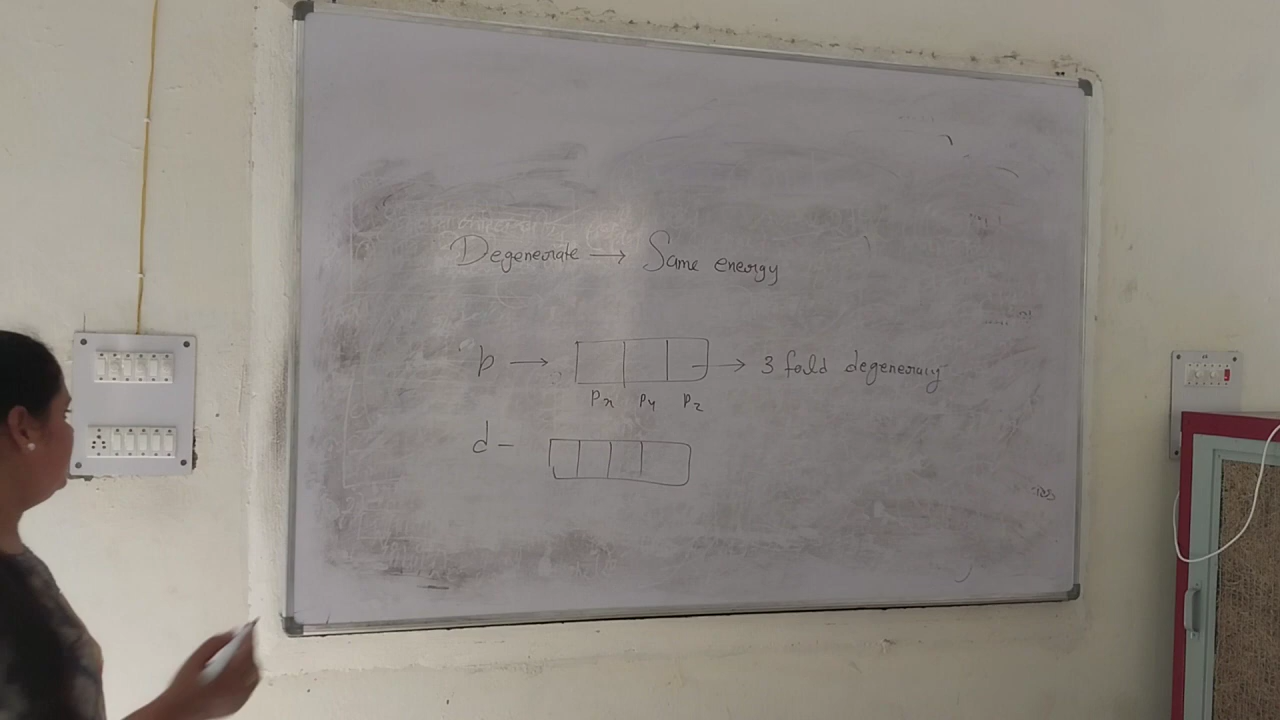 Degenerate → Same energy
p → → 3 fold degeneracy
Px Py Pz
d -